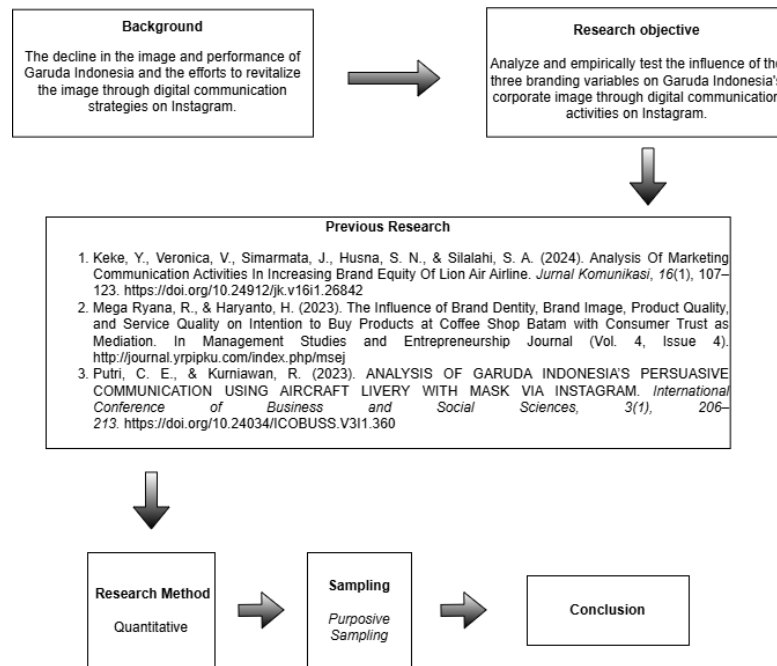 Background
The decline in the image and performance of
Garuda Indonesia and the efforts to revitalize
the image through digital communication
strategies on Instagram.
Research objective
Analyze and empirically test the influence of the
three branding variables on Garuda Indonesia's
corporate image through digital communication
activities on Instagram.
Previous Research
1. Keke, Y., Veronica, V., Simarmata, J., Husna, S. N., & Silalahi, S. A. (2024). Analysis Of Marketing
Communication Activities In Increasing Brand Equity Of Lion Air Airline. Jurnal Komunikasi, 16(1), 107–
123. https://doi.org/10.24912/jk.v16i1.26842
2. Mega Ryana, R., & Haryanto, H. (2023). The Influence of Brand Dentity, Brand Image, Product Quality,
and Service Quality on Intention to Buy Products at Coffee Shop Batam with Consumer Trust as
Mediation. In Management Studies and Entrepreneurship Journal (Vol. 4, Issue 4).
http://journal.yrpipku.com/index.php/msej
3. Putri, C. E., & Kurniawan, R. (2023). ANALYSIS OF GARUDA INDONESIA'S PERSUASIVE
COMMUNICATION USING AIRCRAFT LIVERY WITH MASK VIA INSTAGRAM. International
Conference of Business and Social Sciences, 3(1), 206–
213. https://doi.org/10.24034/ICOBUSS.V3I1.360
Research Method
Quantitative
Sampling
Purposive
Sampling
Conclusion